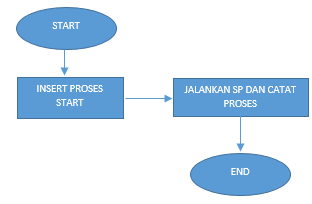 START
INSERT PROSES
START
JALANKAN SP DAN CATAT
PROSES
END